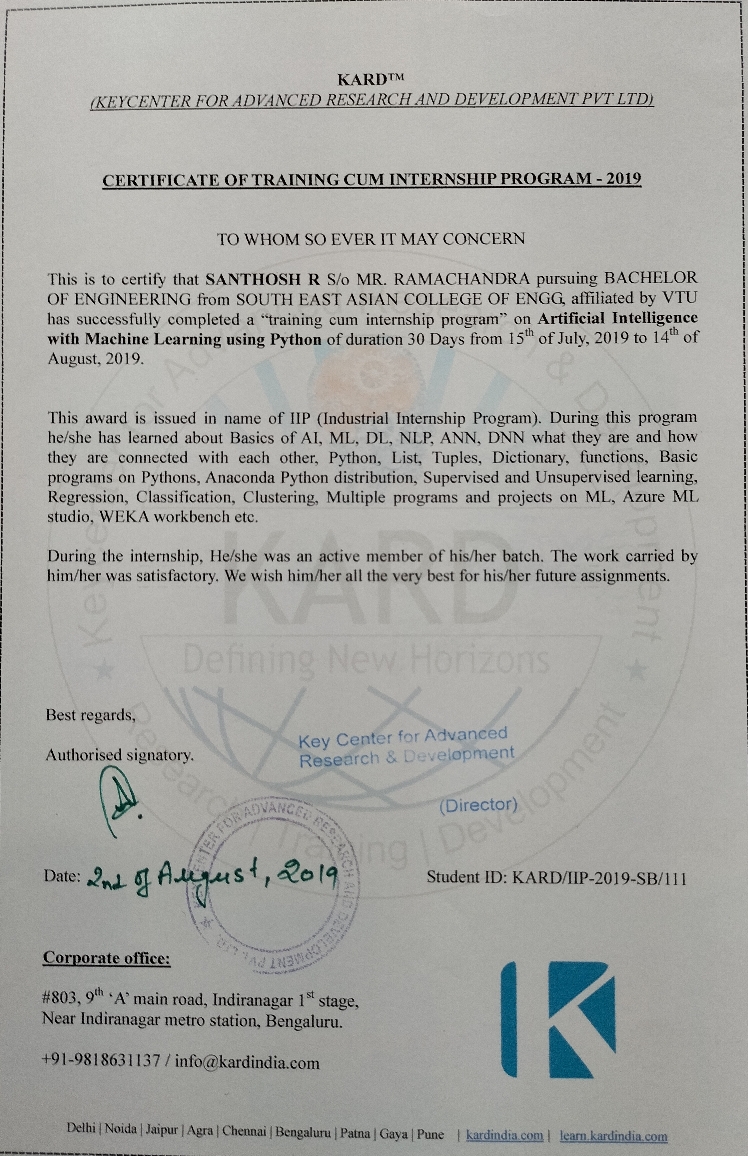 KARD™
(KEYCENTER FOR ADVANCED RESEARCH AND DEVELOPMENT PVT LTD)
CERTIFICATE OF TRAINING CUM INTERNSHIP PROGRAM - 2019
TO WHOM SO EVER IT MAY CONCERN
This is to certify that SANTHOSH R S/o MR. RAMACHANDRA pursuing BACHELOR
OF ENGINEERING from SOUTH EAST ASIAN COLLEGE OF ENGG, affiliated by VTU
has successfully completed a “training cum internship program” on Artificial Intelligence
with Machine Learning using Python of duration 30 Days from 15th of July, 2019 to 14th of
August, 2019.
This award is issued in name of IIP (Industrial Internship Program). During this program
he/she has learned about Basics of AI, ML, DL, NLP, ANN, DNN what they are and how
they are connected with each other, Python, List, Tuples, Dictionary, functions, Basic
programs on Pythons, Anaconda Python distribution, Supervised and Unsupervised learning,
Regression, Classification, Clustering, Multiple programs and projects on ML, Azure ML
studio, WEKA workbench etc.
During the internship, He/she was an active member of his/her batch. The work carried by
him/her was satisfactory. We wish him/her all the very best for his/her future assignments.
KARD
Defining New Horizons
Key Center for Advanced Research & Development
Research | Training | Development
Best regards,
Authorised signatory.
Key Center for Advanced
Research & Development
(Director)
Date: 2nd of August, 2019
KEYCENTER FOR ADVANCED RESEARCH AND DEVELOPMENT PVT LTD
Student ID: KARD/IIP-2019-SB/111
Corporate office:
#803, 9th ‘A’ main road, Indiranagar 1st stage,
Near Indiranagar metro station, Bengaluru.
+91-9818631137 / info@kardindia.com
K
Delhi | Noida | Jaipur | Agra | Chennai | Bengaluru | Patna | Gaya | Pune | kardindia.com | learn.kardindia.com